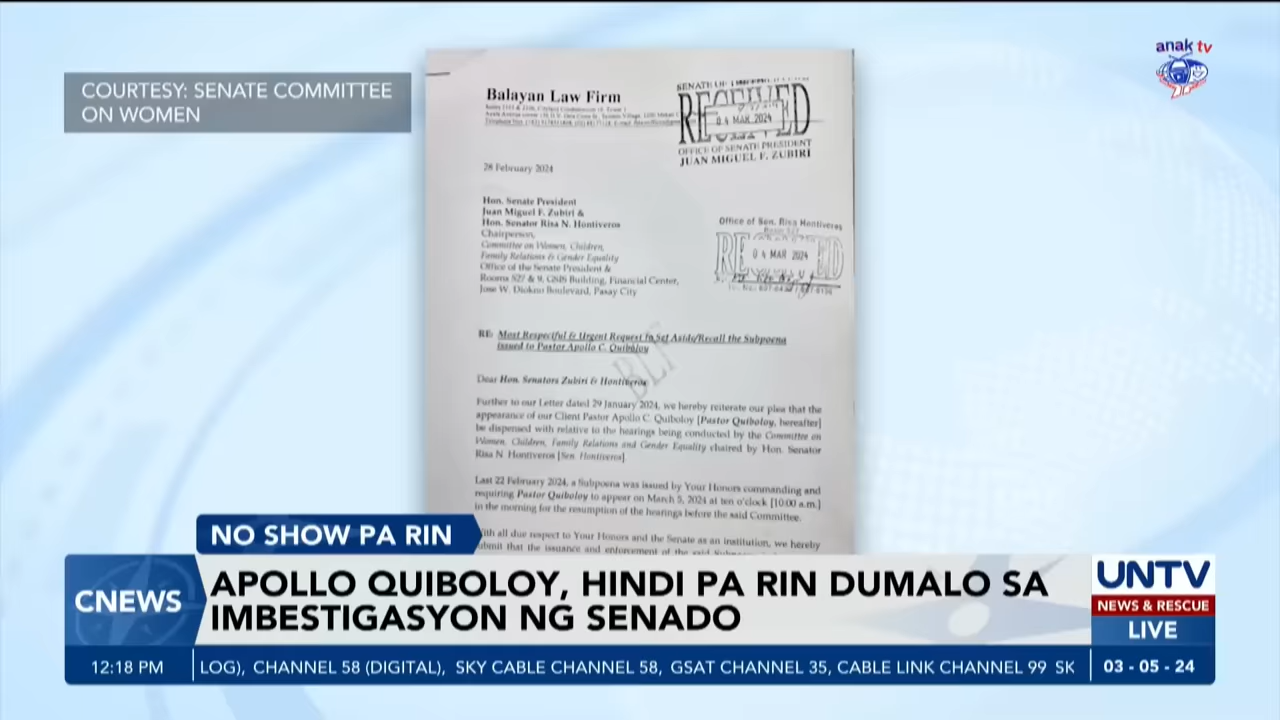 anak tv
COURTESY: SENATE COMMITTEE
ON WOMEN
Balayan Law Firm
SENATE OF
RECEIVED
04 MAR 2024
OFFICE OF SENATE PRESIDENT
JUAN MIGUEL F. ZUBIRI
28 February 2024
Hon. Senate President
Juan Miguel F. Zubiri &
Hon. Senator Risa N. Hontiveros
Chairperson,
Committee on Women, Children,
Family Relations & Gender Equality
Office of the Senate President &
Rooms 527 & 9, GSIS Building, Financial Center,
Jose W. Diokno Boulevard, Pasay City
Office of Sen. Risa Hontiveros
RECEIVED
04 MAR 2024
RE: Most Respectful & Urgent Request to Set Aside/Recall the Subpoena
issued to Pastor Apollo C. Quiboloy
BLF
Dear Hon. Senators Zubiri & Hontiveros
Further to our Letter dated 29 January 2024, we hereby reiterate our plea that the
appearance of our Client Pastor Apollo C. Quiboloy [Pastor Quiboloy, hereafter]
be dispensed with relative to the hearings being conducted by the Committee on
Women, Children, Family Relations and Gender Equality chaired by Hon. Senator
Risa N. Hontiveros [Sen. Hontiveros]
Last 22 February 2024, a Subpoena was issued by Your Honors commanding and
requiring Pastor Quiboloy to appear on March 5, 2024 at ten o'clock [10:00 a.m.]
in the morning for the resumption of the hearings before the said Committee.
With all due respect to Your Honors and the Senate as an institution, we hereby
submit that the issuance and enforcement of the said
NO SHOW PA RIN
CNEWS
APOLLO QUIBOLOY, HINDI PA RIN DUMALO SA
IMBESTIGASYON NG SENADO
UNTV
NEWS & RESCUE
LIVE
12:18 PM
LOG), CHANNEL 58 (DIGITAL), SKY CABLE CHANNEL 58, GSAT CHANNEL 35, CABLE LINK CHANNEL 99 SK
03 - 05 - 24